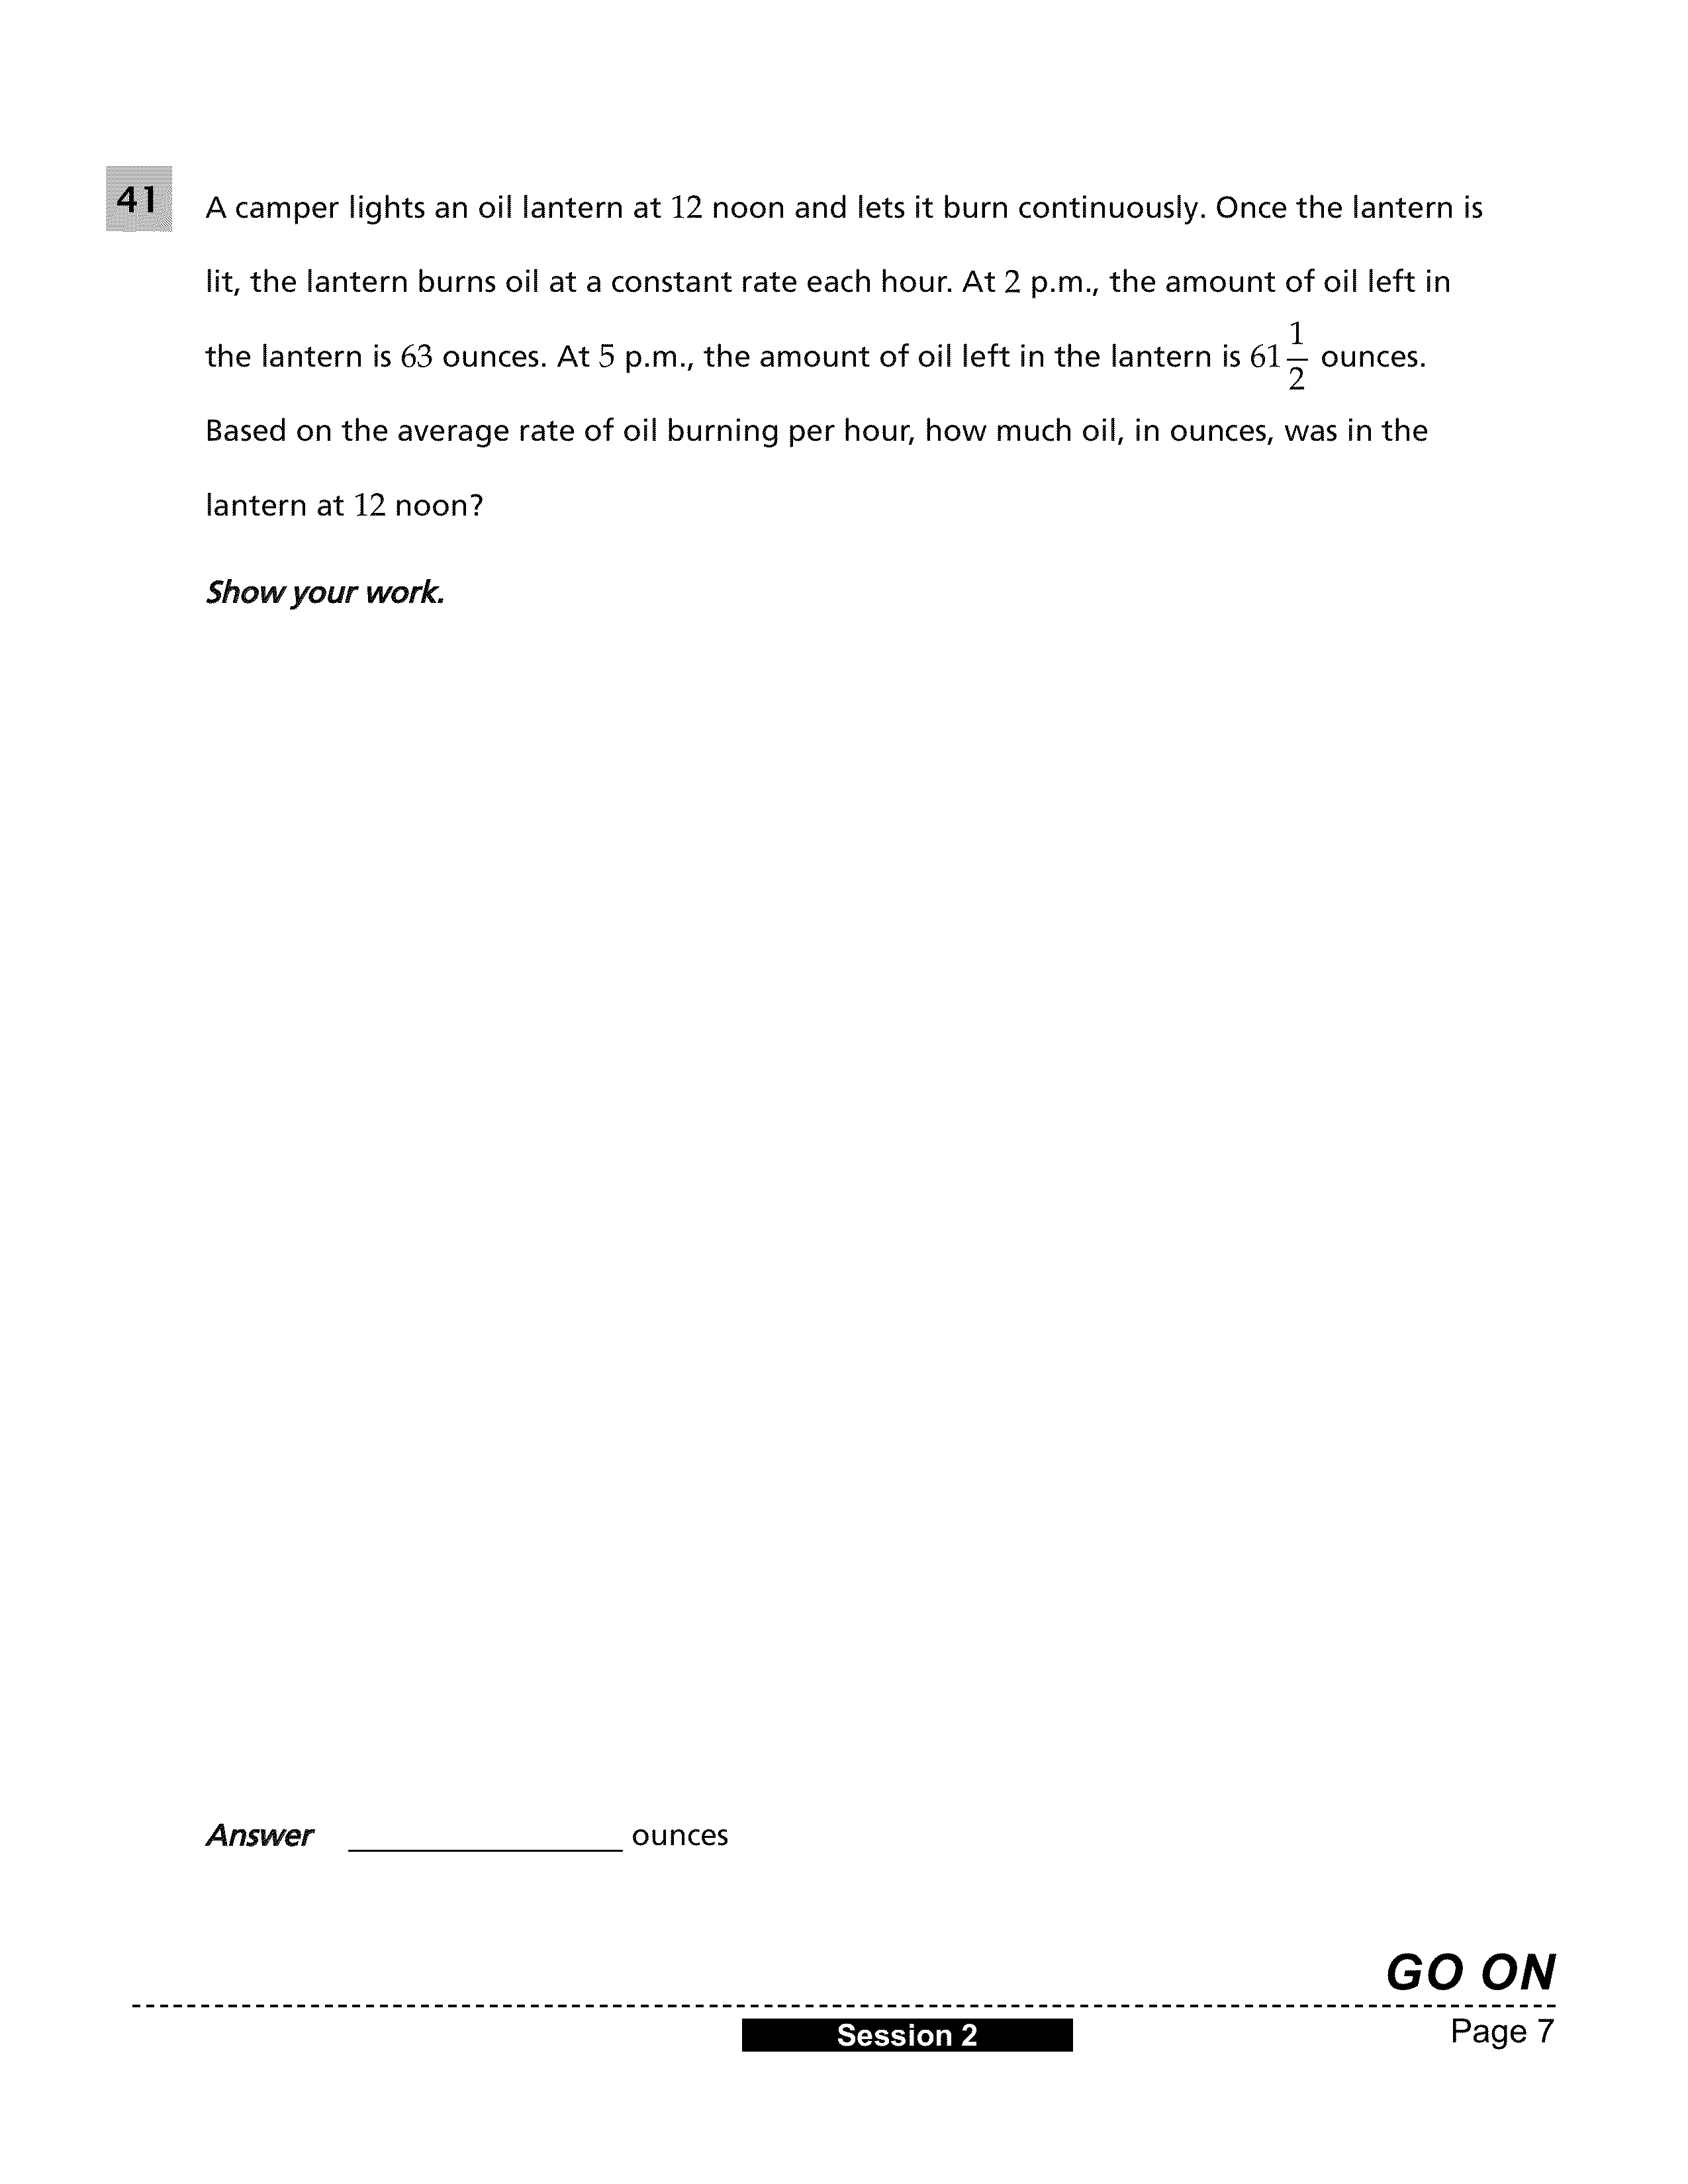 41
A camper lights an oil lantern at 12 noon and lets it burn continuously. Once the lantern is
lit, the lantern burns oil at a constant rate each hour. At 2 p.m., the amount of oil left in
the lantern is 63 ounces. At 5 p.m., the amount of oil left in the lantern is 61 1/2 ounces.
Based on the average rate of oil burning per hour, how much oil, in ounces, was in the
lantern at 12 noon?
Show your work.
Answer ________________ ounces
GO ON
Session 2
Page 7